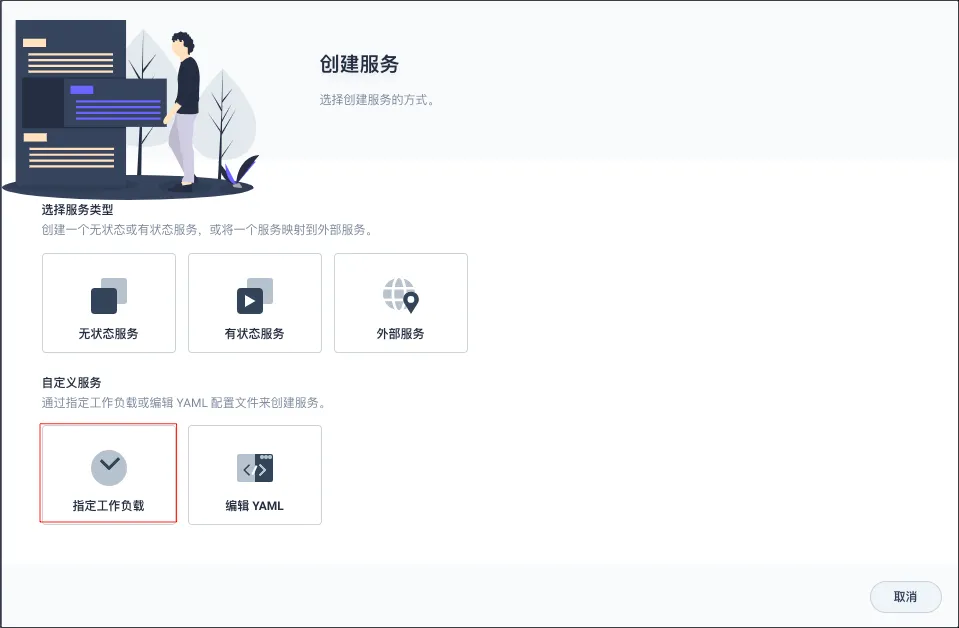 创建服务
选择创建服务的方式。
选择服务类型
创建一个无状态或有状态服务，或将一个服务映射到外部服务。
无状态服务
有状态服务
外部服务
自定义服务
通过指定工作负载或编辑 YAML 配置文件来创建服务。
指定工作负载
编辑 YAML
取消